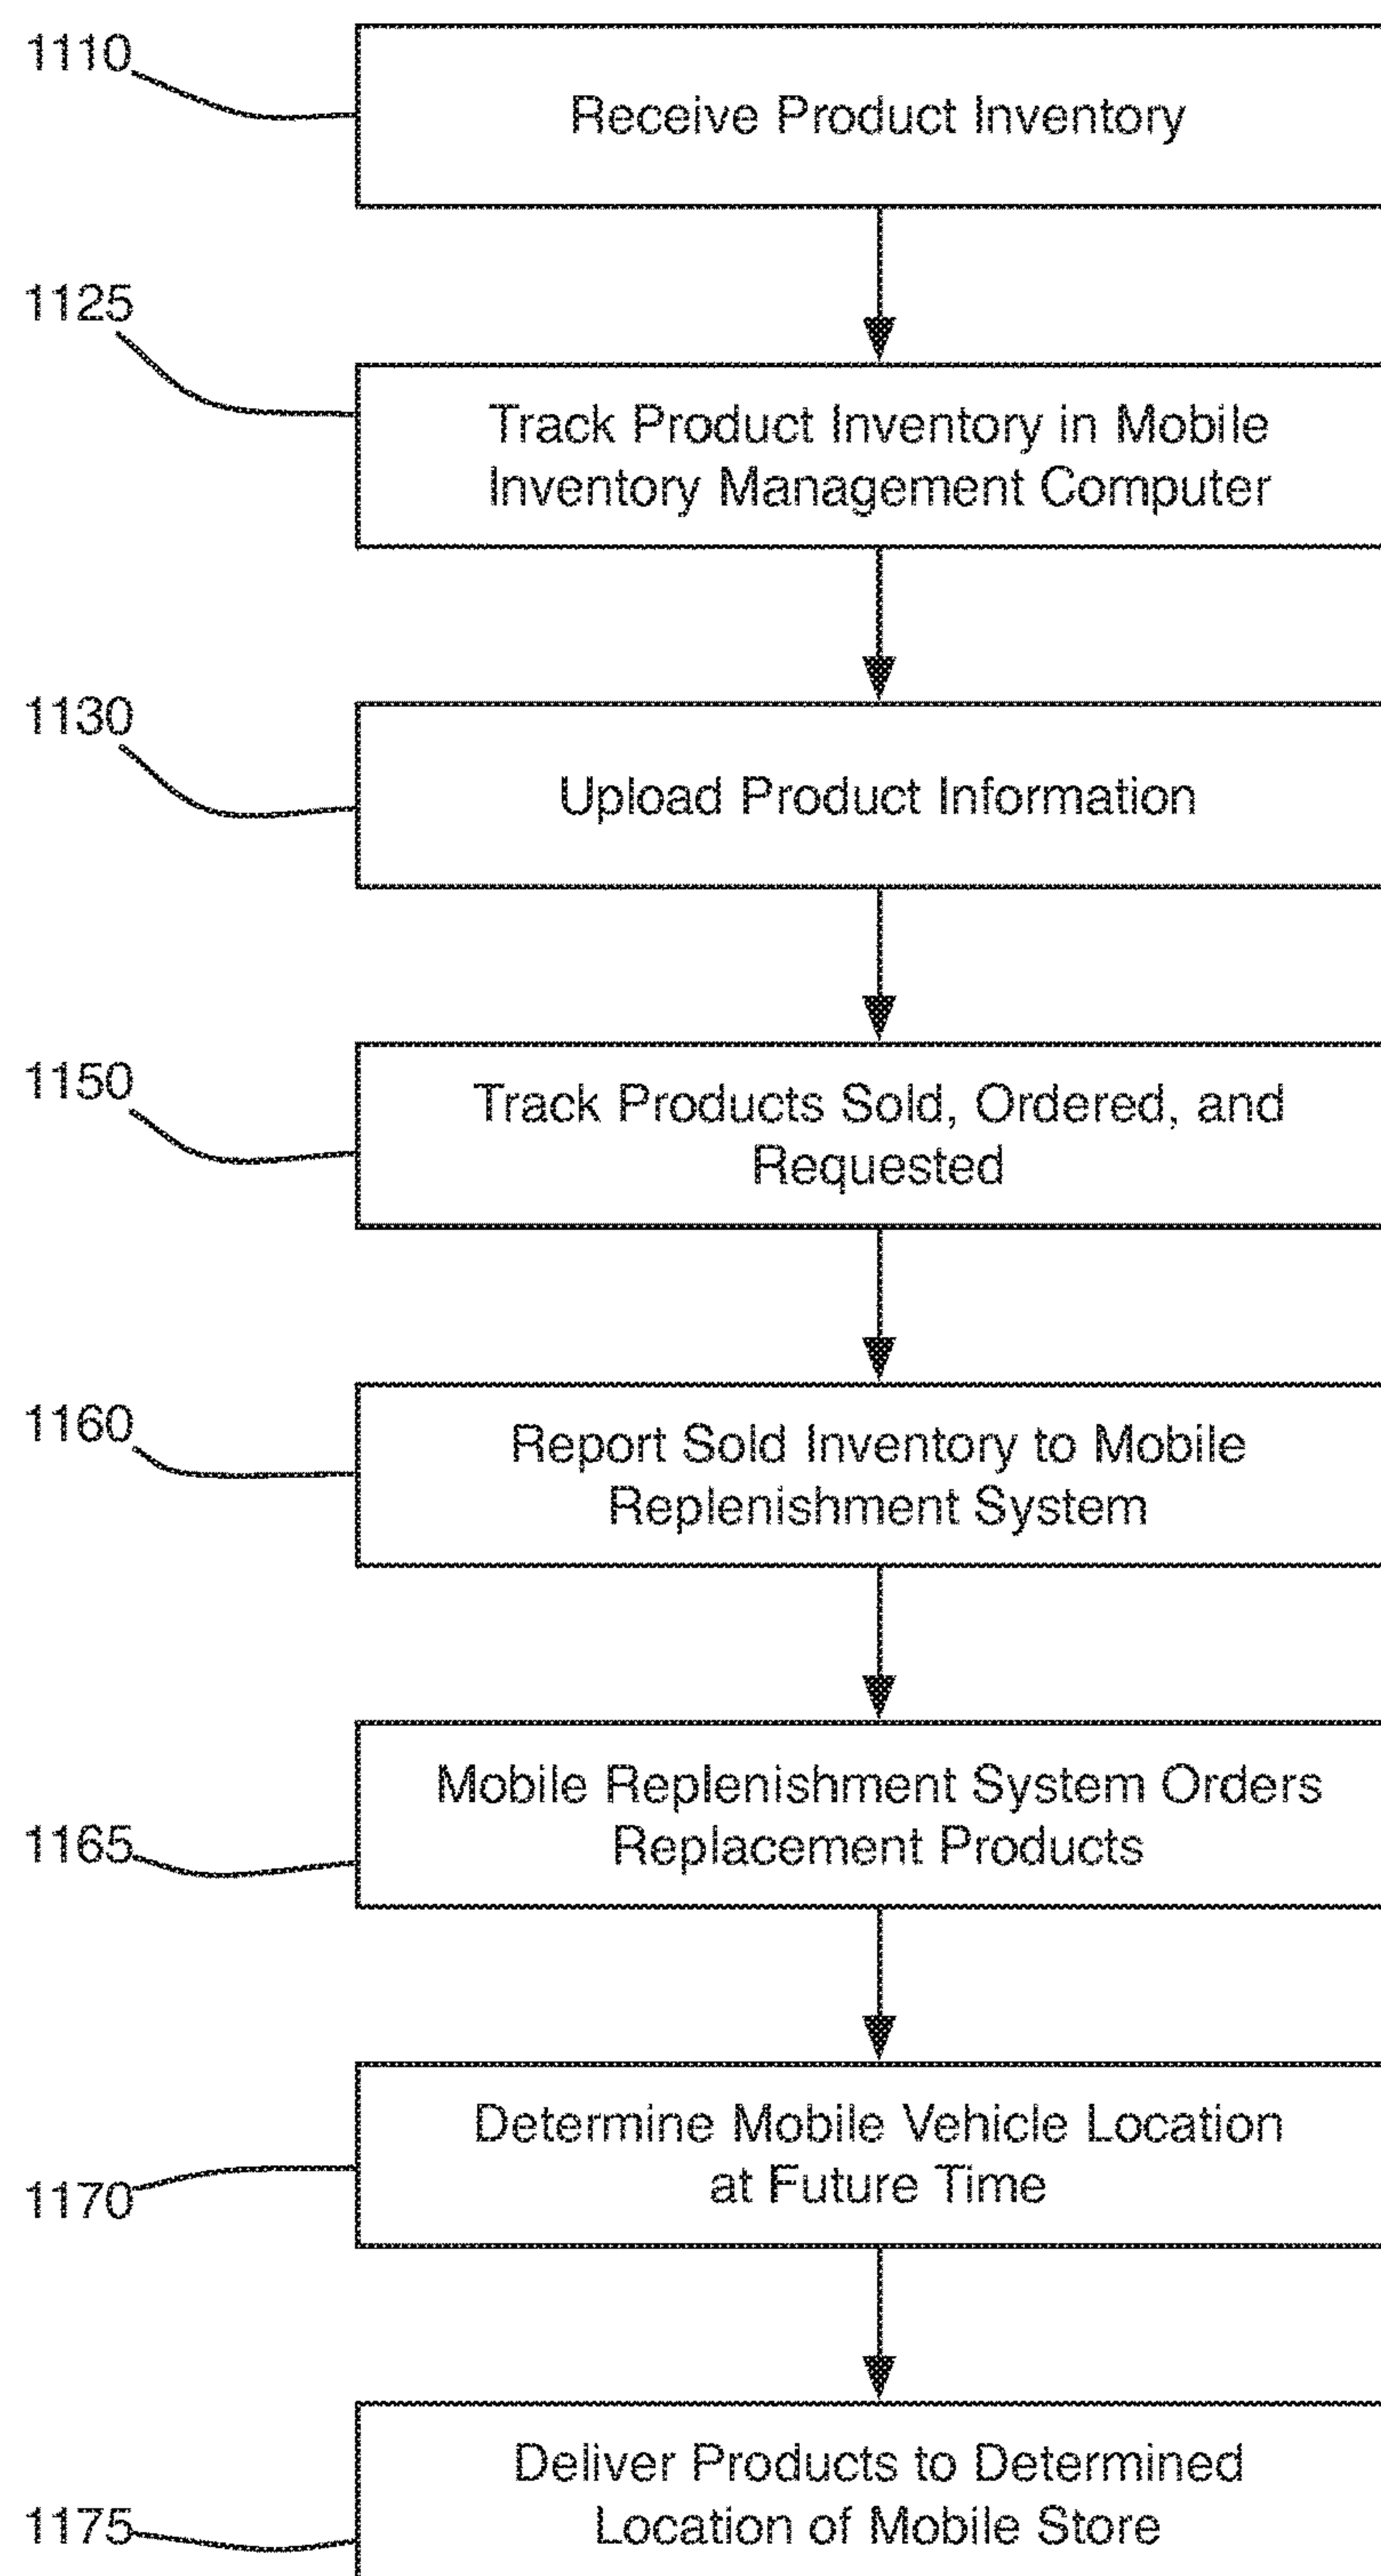 1110
Receive Product Inventory
1125
Track Product Inventory in Mobile
Inventory Management Computer
1130
Upload Product Information
1150
Track Products Sold, Ordered, and
Requested
1160
Report Sold Inventory to Mobile
Replenishment System
Mobile Replenishment System Orders
1165
Replacement Products
Determine Mobile Vehicle Location
at Future Time
1170
Deliver Products to Determined
1175
Location of Mobile Store